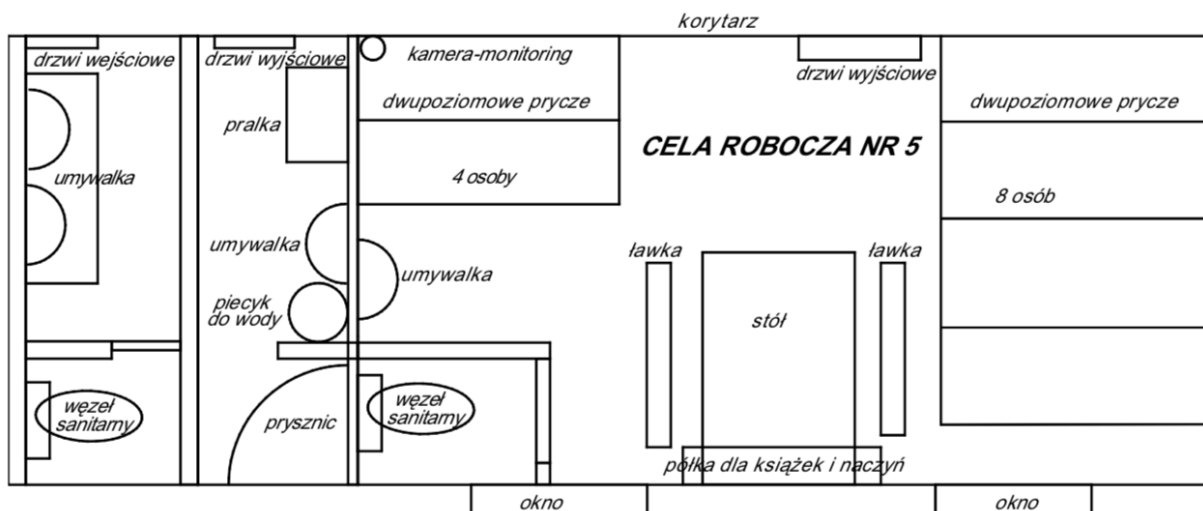 korytarz
drzwi wejściowe
drzwi wyjściowe
kamera-monitoring
drzwi wyjściowe
dwupoziomowe prycze
dwupoziomowe prycze
pralka
CELA ROBOCZA NR 5
umywalka
4 osoby
8 osób
umywalka
umywalka
ławka
ławka
piecyk
do wody
stół
węzeł
sanitarny
prysznic
węzeł
sanitarny
półka dla książek i naczyń
okno
okno